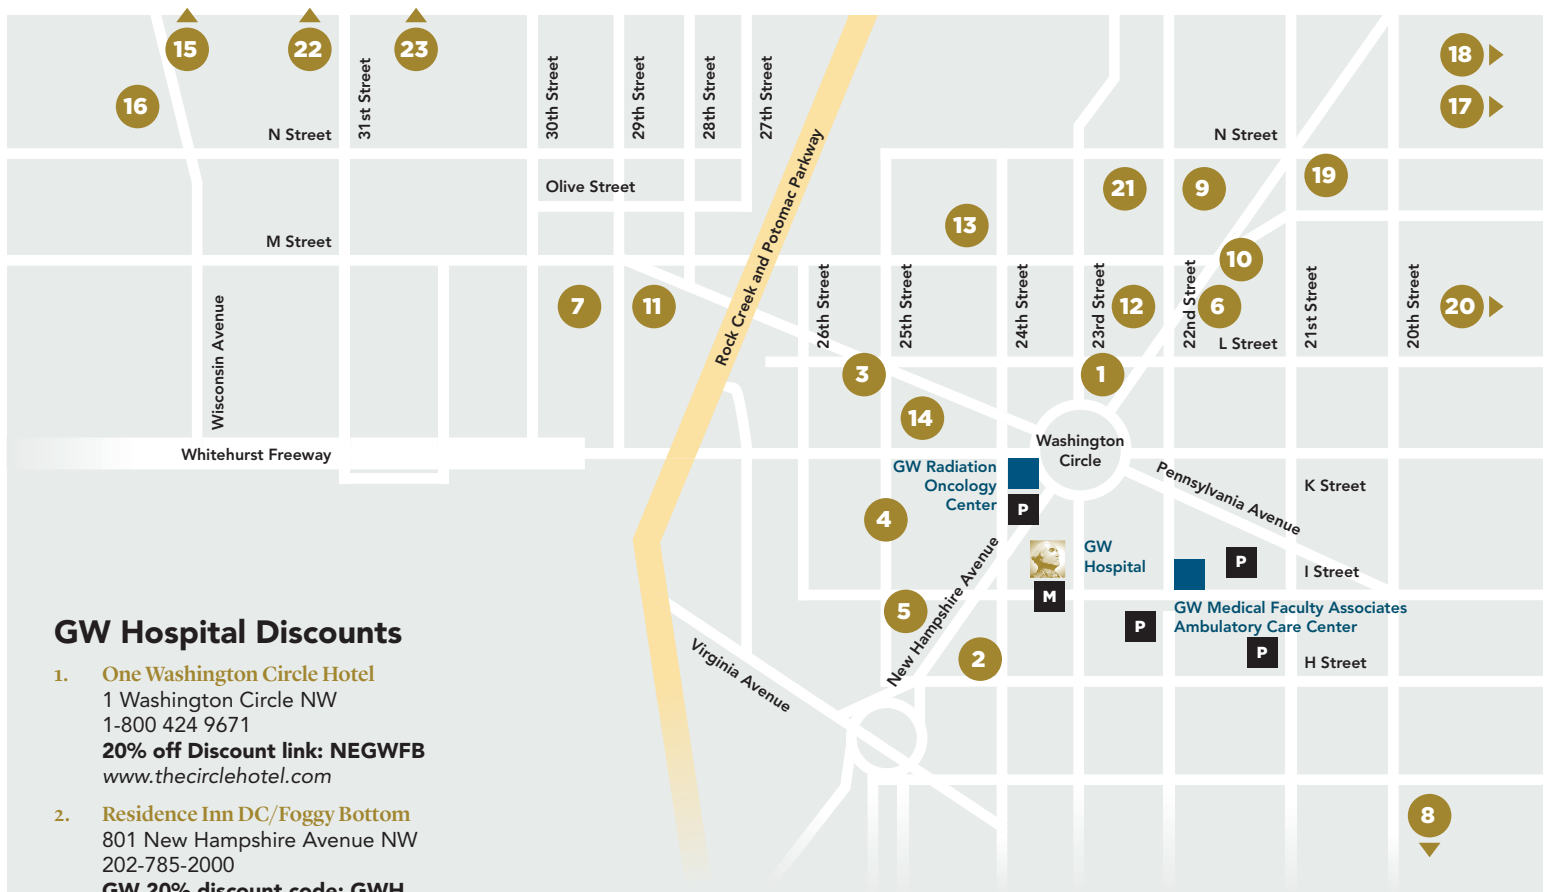 15
22
23
18
16
17
31st Street
30th Street
29th Street
28th Street
27th Street
N Street
N Street
Olive Street
Rock Creek and Potomac Parkway
21
9
19
13
M Street
10
7
11
26th Street
25th Street
24th Street
23rd Street
12
22nd Street
6
21st Street
20th Street
20
Wisconsin Avenue
L Street
3
1
14
Whitehurst Freeway
Washington
Circle
GW Radiation
Oncology
Center
P
Pennsylvania Avenue
K Street
4
New Hampshire Avenue
GW
Hospital
M
P
I Street
GW Medical Faculty Associates
Ambulatory Care Center
5
P
P
H Street
2
Virginia Avenue
8
GW Hospital Discounts
1. One Washington Circle Hotel
1 Washington Circle NW
1-800 424 9671
20% off Discount link: NEGWFB
www.thecirclehotel.com
2. Residence Inn DC/Foggy Bottom
801 New Hampshire Avenue NW
202-785-2000
GW 20% discount code: GWH